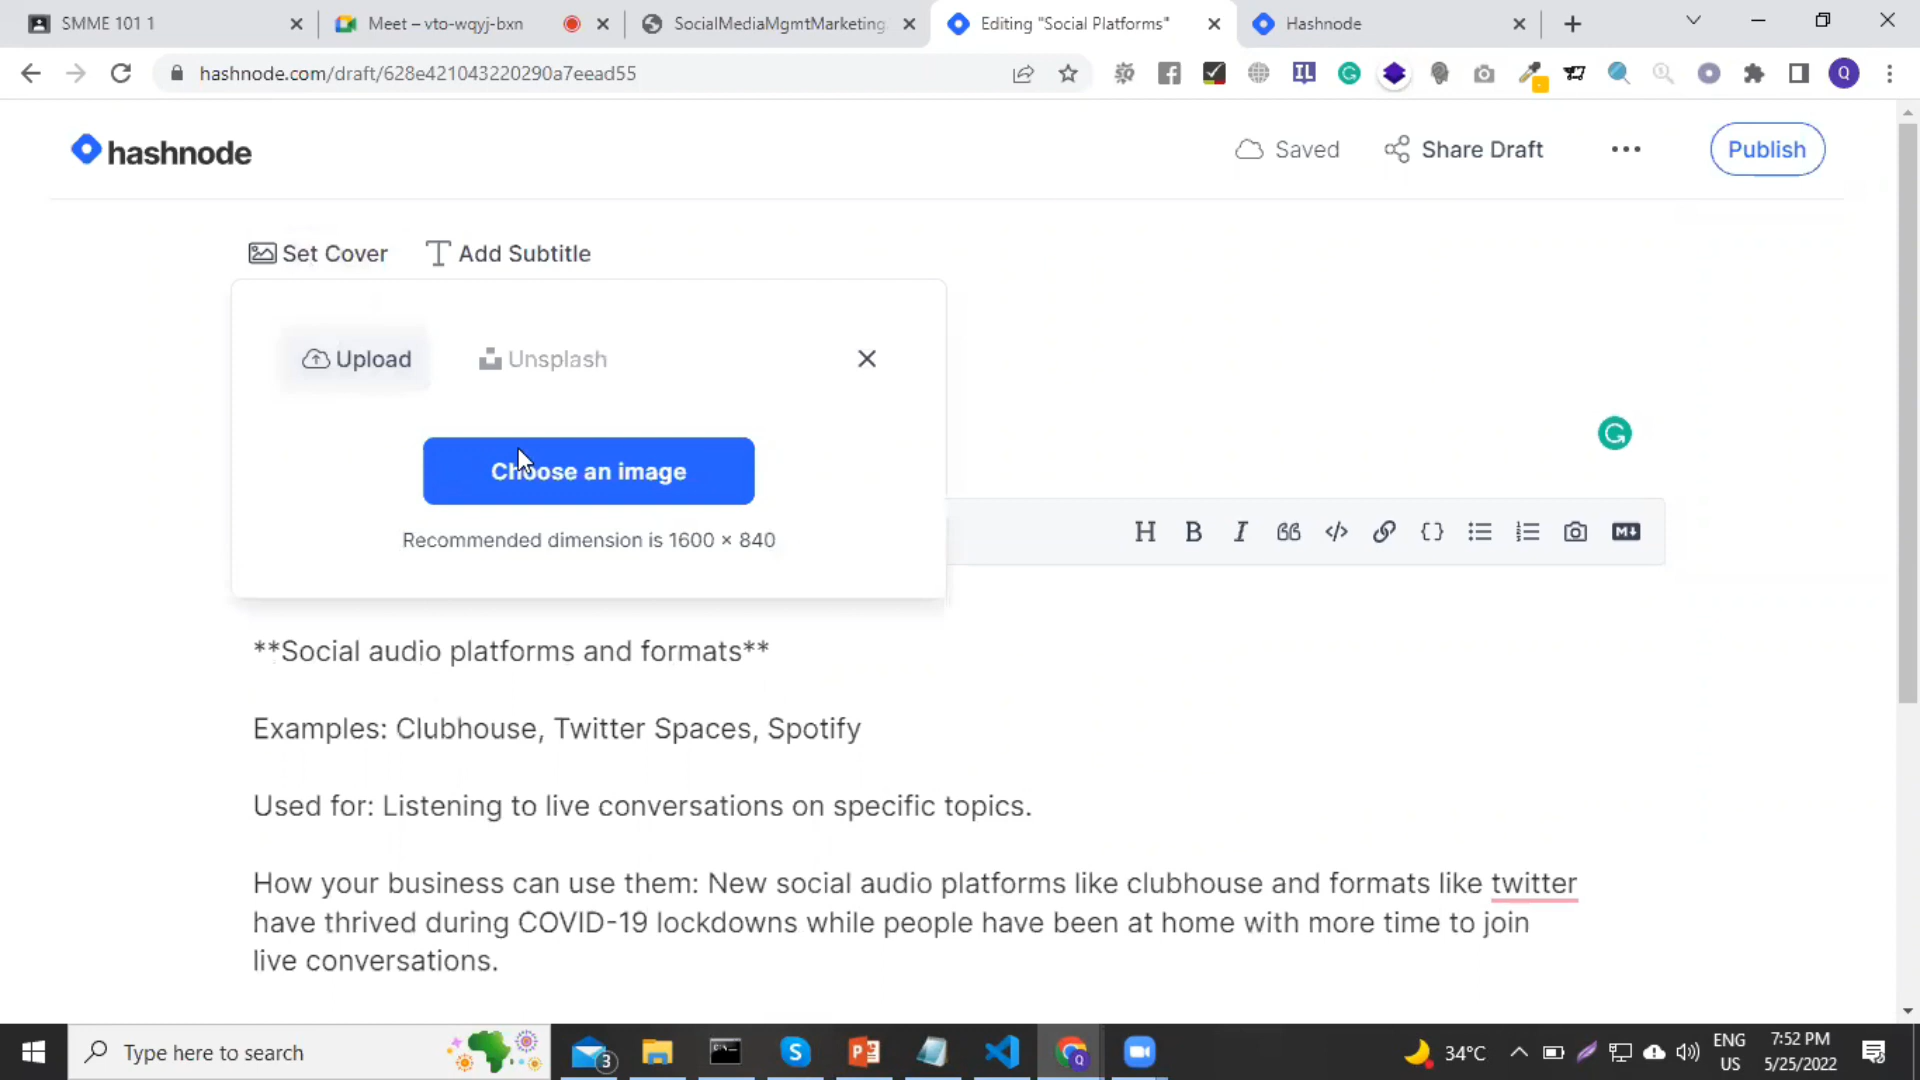 SMME 101 1
Meet – vto-wqyj-bxn
SocialMediaMgmtMarketing
Editing "Social Platforms"
Hashnode
hashnode.com/draft/628e421043220290a7eead55
IL
Q
hashnode
Saved
Share Draft
Publish
Set Cover
Add Subtitle
Upload
Unsplash
Choose an image
Recommended dimension is 1600 × 840
**Social audio platforms and formats**
Examples: Clubhouse, Twitter Spaces, Spotify
Used for: Listening to live conversations on specific topics.
How your business can use them: New social audio platforms like clubhouse and formats like twitter
have thrived during COVID-19 lockdowns while people have been at home with more time to join
live conversations.
Type here to search
3
34°C
ENG
US
7:52 PM
5/25/2022